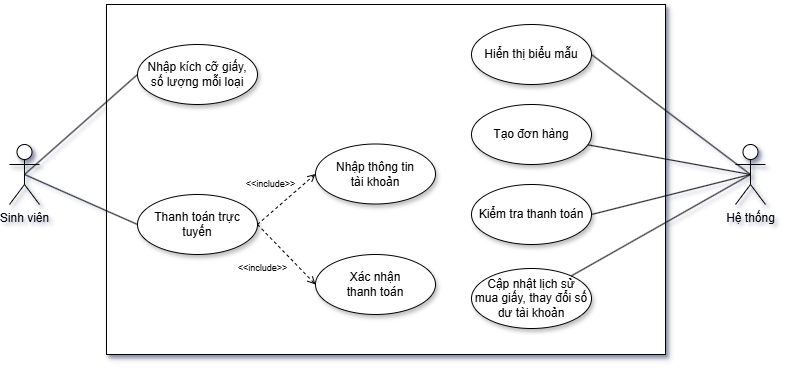 Nhập kích cỡ giấy,
số lượng mỗi loại
Hiển thị biểu mẫu
Tạo đơn hàng
Nhập thông tin
tài khoản
<<include>>
Sinh viên
Thanh toán trực
tuyến
Kiểm tra thanh toán
Hệ thống
<<include>>
Xác nhận
thanh toán
Cập nhật lịch sử
mua giấy, thay đổi số
dư tài khoản